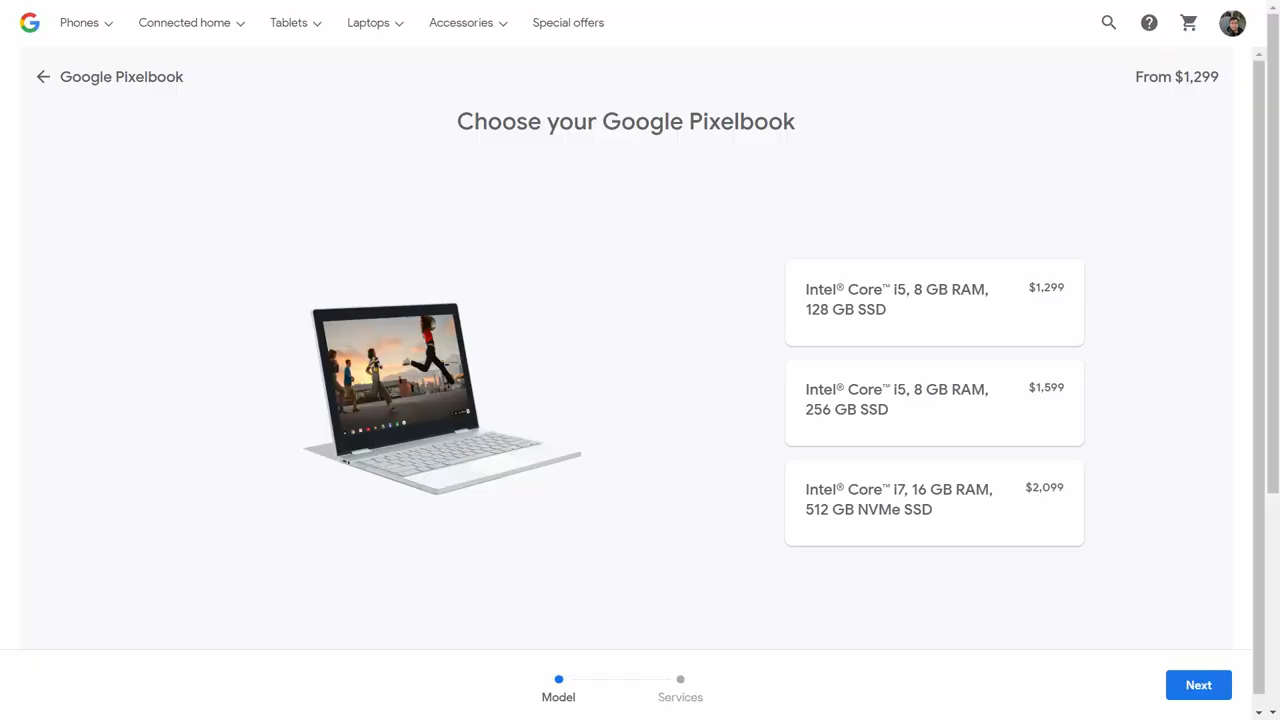 Phones Connected home Tablets Laptops Accessories Special offers
Google Pixelbook
From $1,299
Choose your Google Pixelbook
Intel® Core™ i5, 8 GB RAM, $1,299
128 GB SSD
Intel® Core™ i5, 8 GB RAM, $1,599
256 GB SSD
Intel® Core™ i7, 16 GB RAM, $2,099
512 GB NVMe SSD
Model
Services
Next